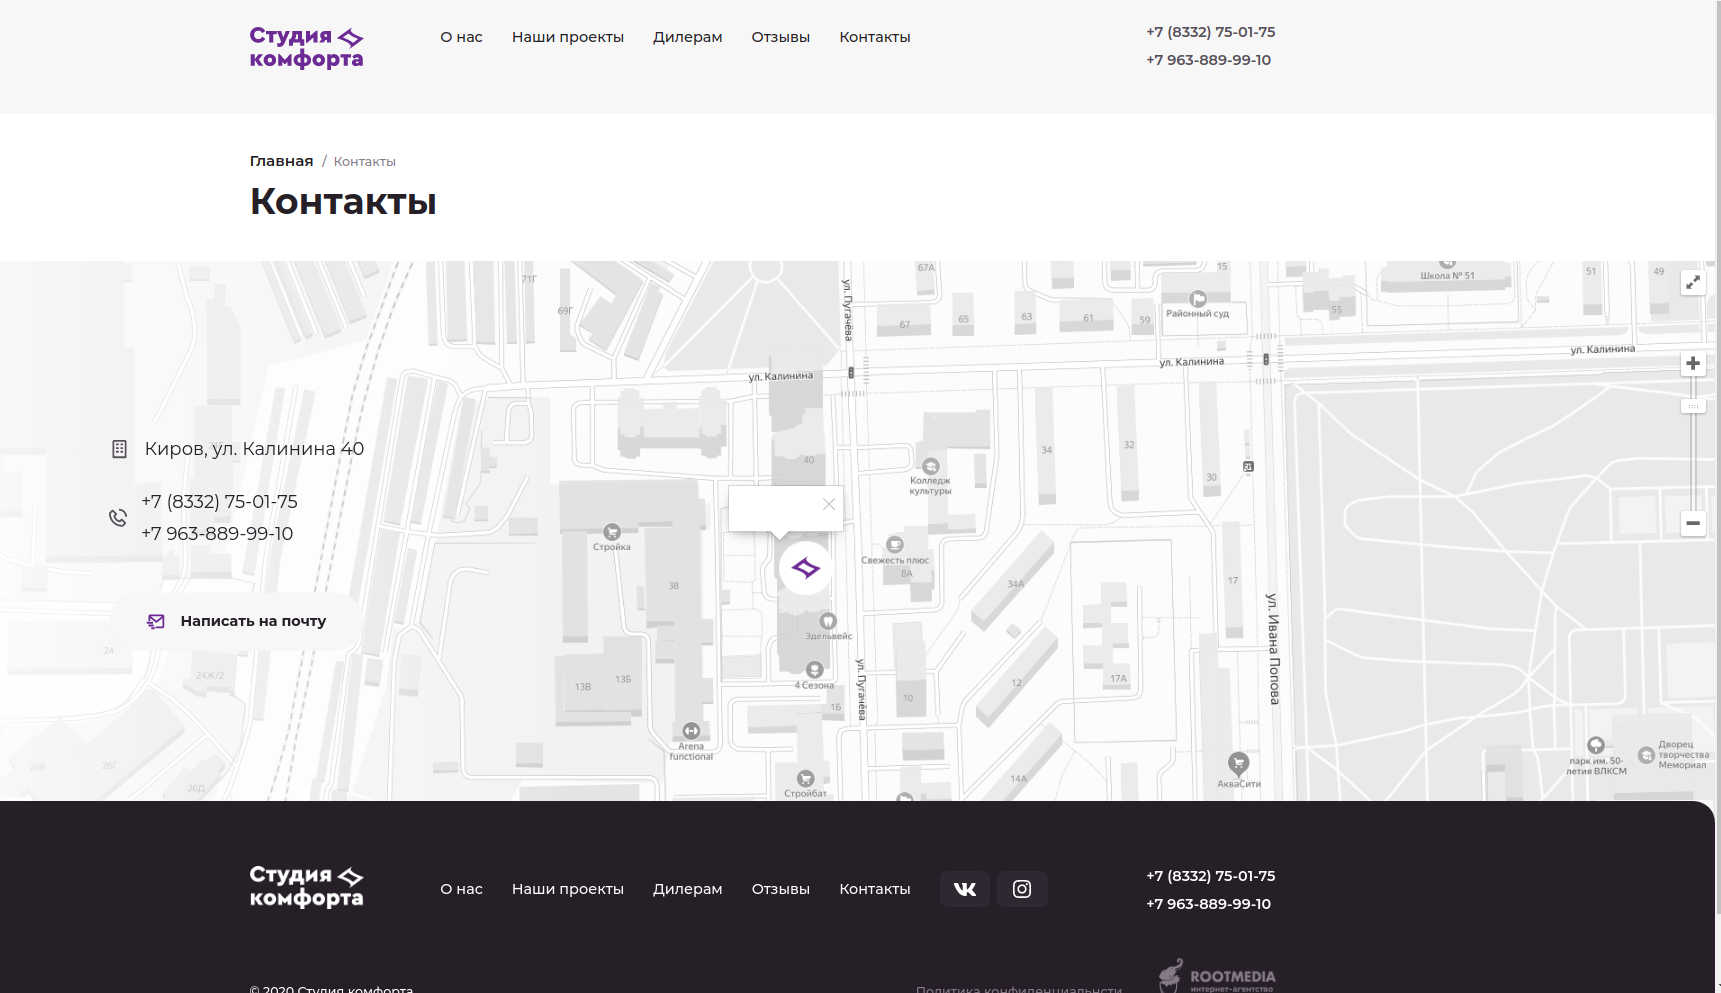 Студия
комфорта
О нас
Наши проекты
Дилерам
Отзывы
Контакты
+7 (8332) 75-01-75
+7 963-889-99-10
Главная / Контакты
Контакты
71Г
67А
15
Школа № 51
51
49
69Г
ул. Пугачёва
67
65
63
61
59
Районный суд
55
ул. Калинина
ул. Калинина
ул. Калинина
Киров, ул. Калинина 40
40
34
32
30
Колледж
культуры
+7 (8332) 75-01-75
+7 963-889-99-10
Стройка
38
Свежесть плюс
8А
34А
17
ул. Ивана Попова
Написать на почту
Эдельвейс
24
24Ж/2
13В
13Б
4 Сезона
ул. Пугачёва
1Б
10
12
17А
Arena
functional
26В
26Г
26Д
Стройбат
14А
АкваСити
парк им. 50-
летия ВЛКСМ
Дворец
творчества
Мемориал
Студия
комфорта
О нас
Наши проекты
Дилерам
Отзывы
Контакты
+7 (8332) 75-01-75
+7 963-889-99-10
© 2020 Студия комфорта
Политика конфиденциальнсти
ROOTMEDIA
интернет-агентство